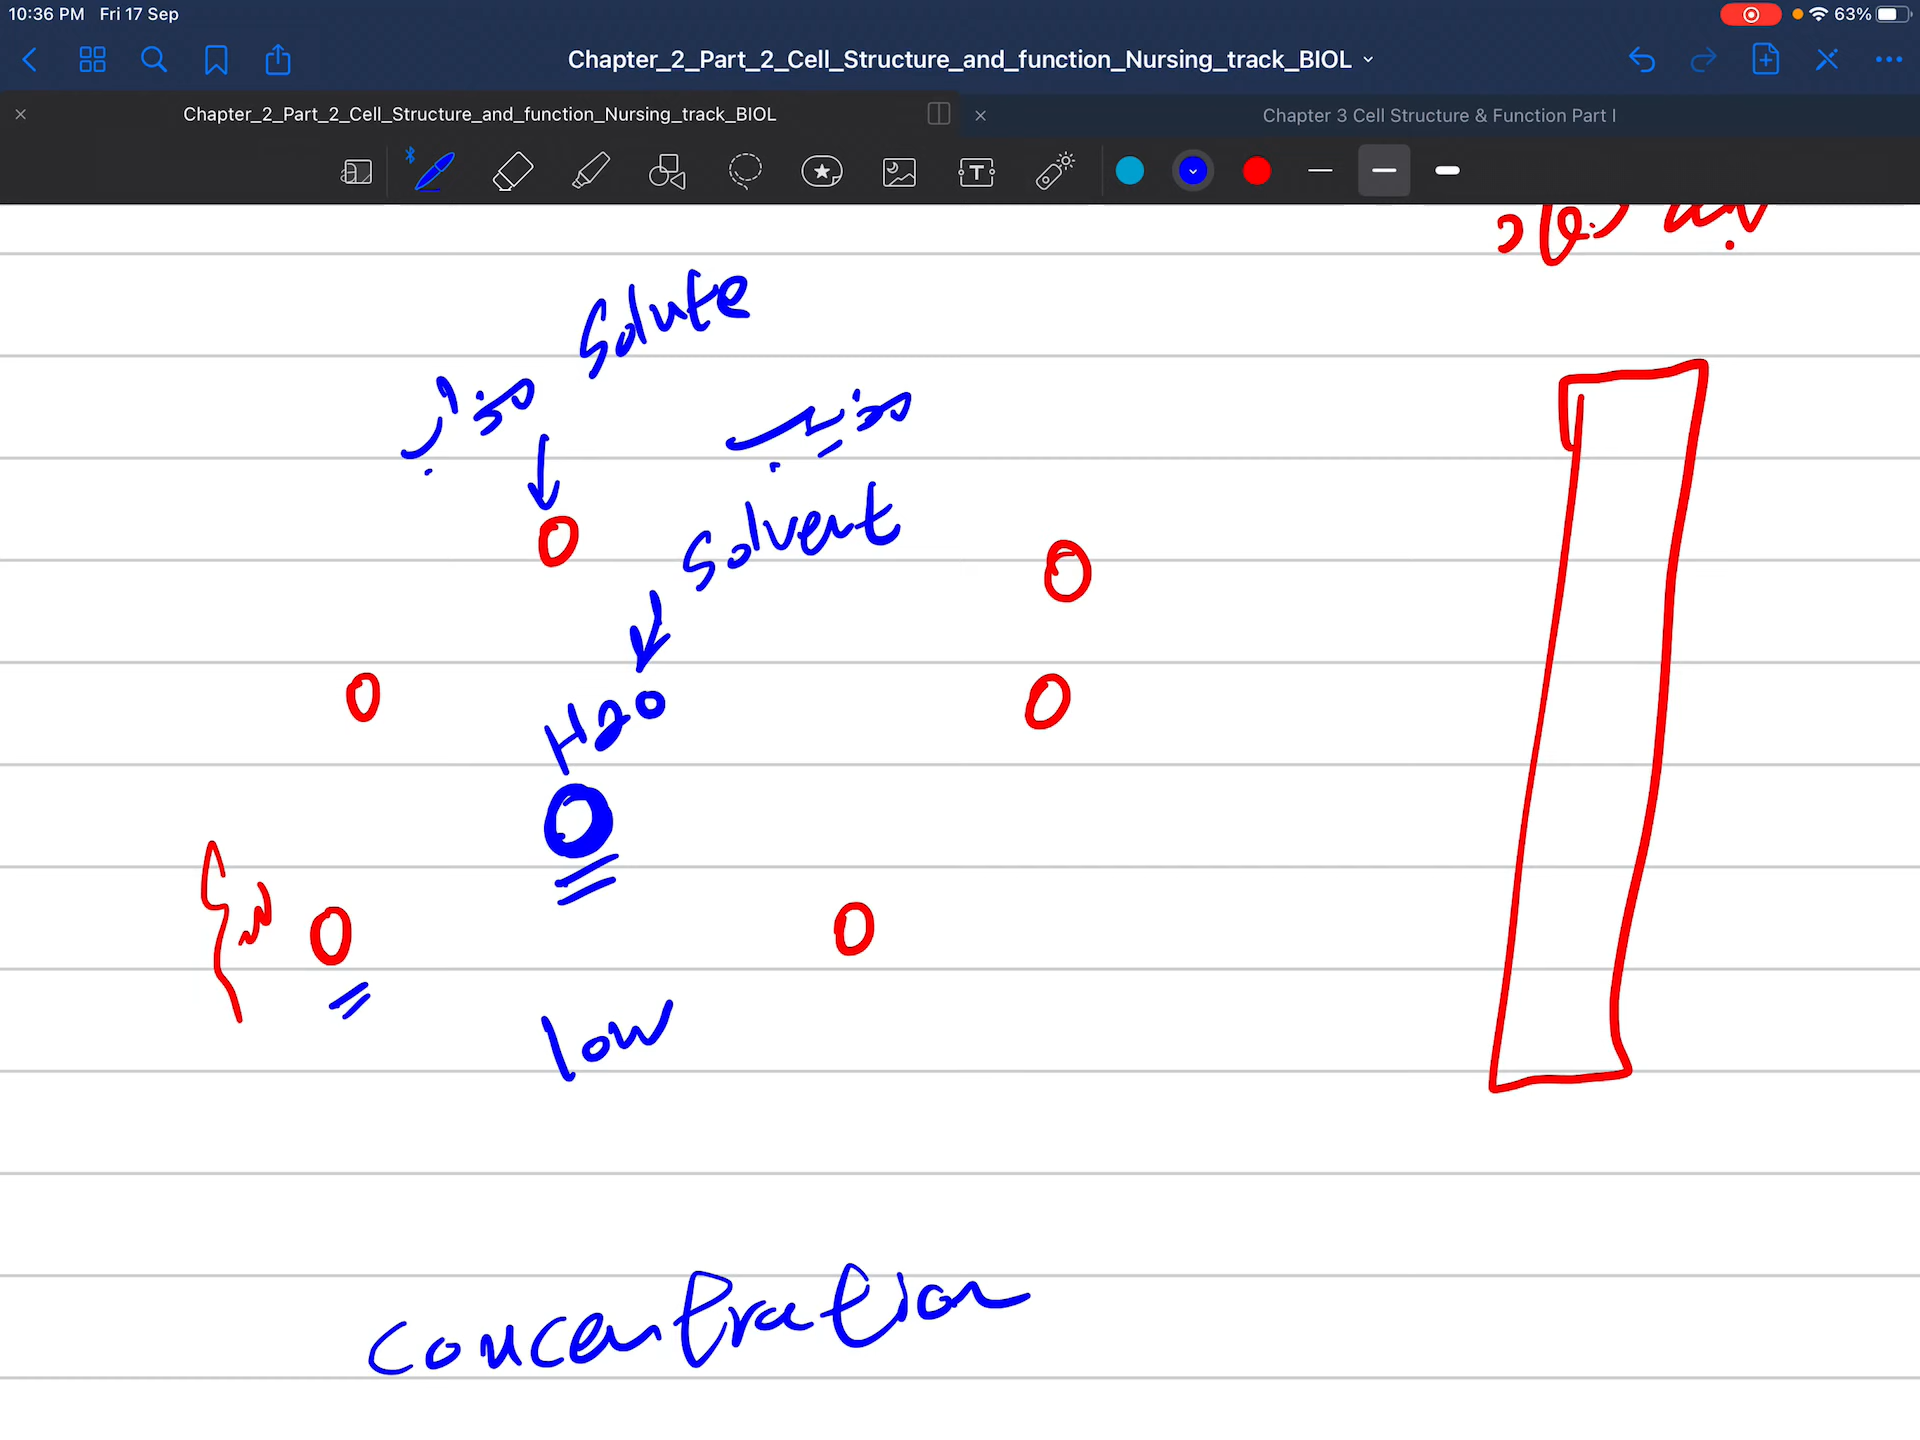 10:36 PM Fri 17 Sep
63%
Chapter_2_Part_2_Cell_Structure_and_function_Nursing_track_BIOL
Chapter_2_Part_2_Cell_Structure_and_function_Nursing_track_BIOL
Chapter 3 Cell Structure & Function Part I
T
Solute
مذاب
مذيب
Solvent
H2O
low
concentration